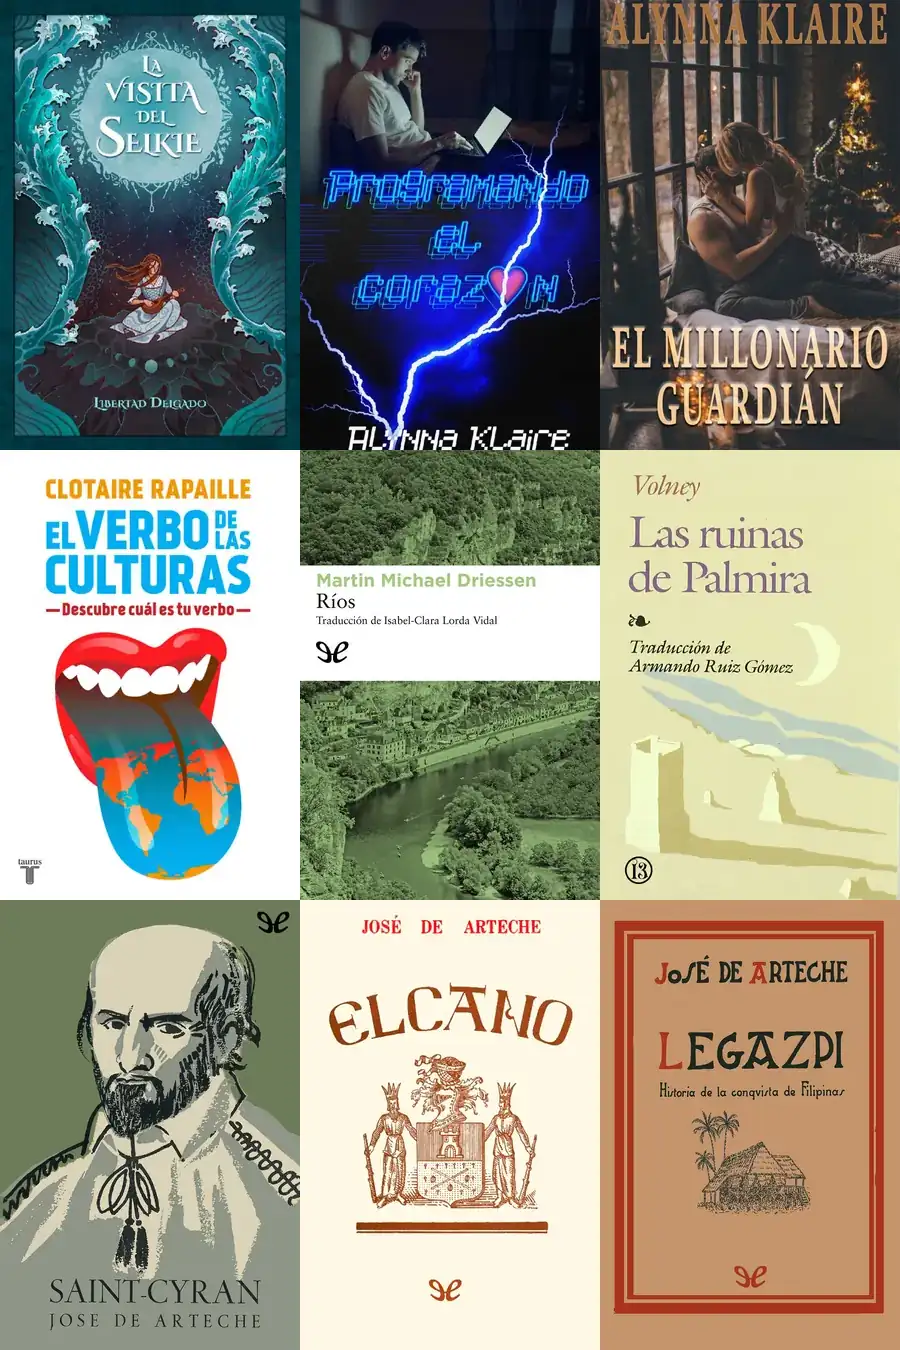 LA
VISITA
DEL
SELKIE
LIBERTAD DELGADO
Programando
el
corazón
Alynna Klaire
ALYNNA KLAIRE
EL MILLONARIO
GUARDIÁN
CLOTAIRE RAPAILLE
EL VERBO DE LAS
CULTURAS
—Descubre cuál es tu verbo—
taurus
T
Martin Michael Driessen
Ríos
Traducción de Isabel-Clara Lorda Vidal
Volney
Las ruinas
de Palmira
Traducción de
Armando Ruiz Gómez
13
SAINT-CYRAN
JOSE DE ARTECHE
JOSÉ DE ARTECHE
ELCANO
JOSÉ DE ARTECHE
LEGAZPI
Historia de la conqvista de Filipinas